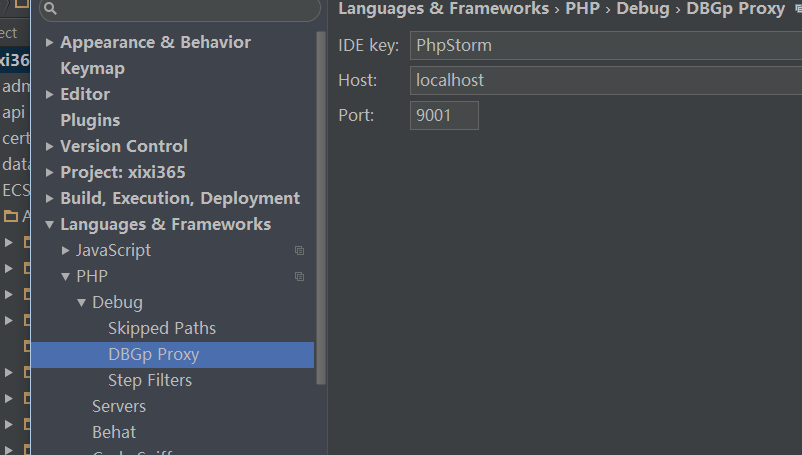 Languages & Frameworks › PHP › Debug › DBGp Proxy
ect
xi365
adm
api
cert
data
ECS
A
Appearance & Behavior
Keymap
Editor
Plugins
Version Control
Project: xixi365
Build, Execution, Deployment
Languages & Frameworks
JavaScript
PHP
Debug
Skipped Paths
DBGp Proxy
Step Filters
Servers
Behat
IDE key: PhpStorm
Host: localhost
Port: 9001